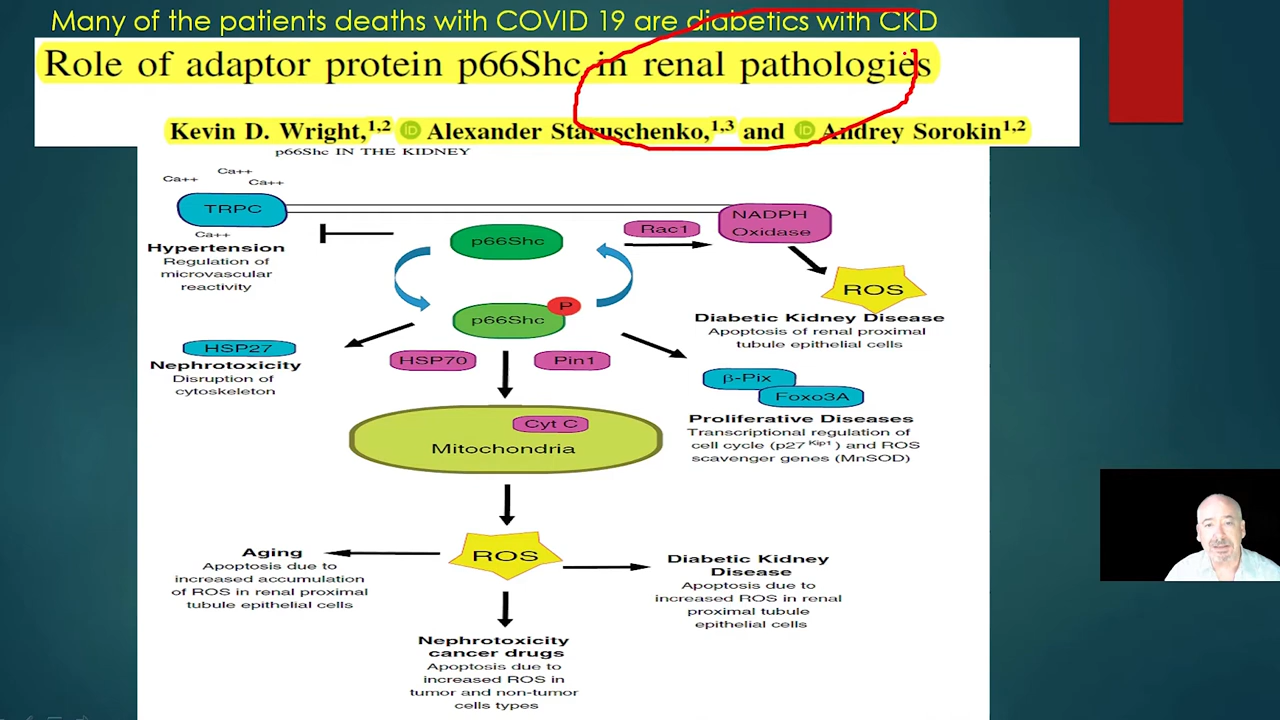 Many of the patients deaths with COVID 19 are diabetics with CKD
Role of adaptor protein p66Shc in renal pathologies
Kevin D. Wright,1,2 iD Alexander Staruschenko,1,3 and iD Andrey Sorokin1,2
p66Shc IN THE KIDNEY
Ca++
Ca++
Ca++
TRPC
Ca++
Hypertension
Regulation of
microvascular
reactivity
p66Shc
Rac1
NADPH
Oxidase
ROS
Diabetic Kidney Disease
Apoptosis of renal proximal
tubule epithelial cells
P
p66Shc
HSP27
Nephrotoxicity
Disruption of
cytoskeleton
HSP70
Pin1
β-Pix
Foxo3A
Proliferative Diseases
Transcriptional regulation of
cell cycle (p27 Kip1 ) and ROS
scavenger genes (MnSOD)
Cyt C
Mitochondria
ROS
Aging
Apoptosis due to
increased accumulation
of ROS in renal proximal
tubule epithelial cells
Diabetic Kidney
Disease
Apoptosis due to
increased ROS in renal
proximal tubule
epithelial cells
Nephrotoxicity
cancer drugs
Apoptosis due to
increased ROS in
tumor and non-tumor
cells types